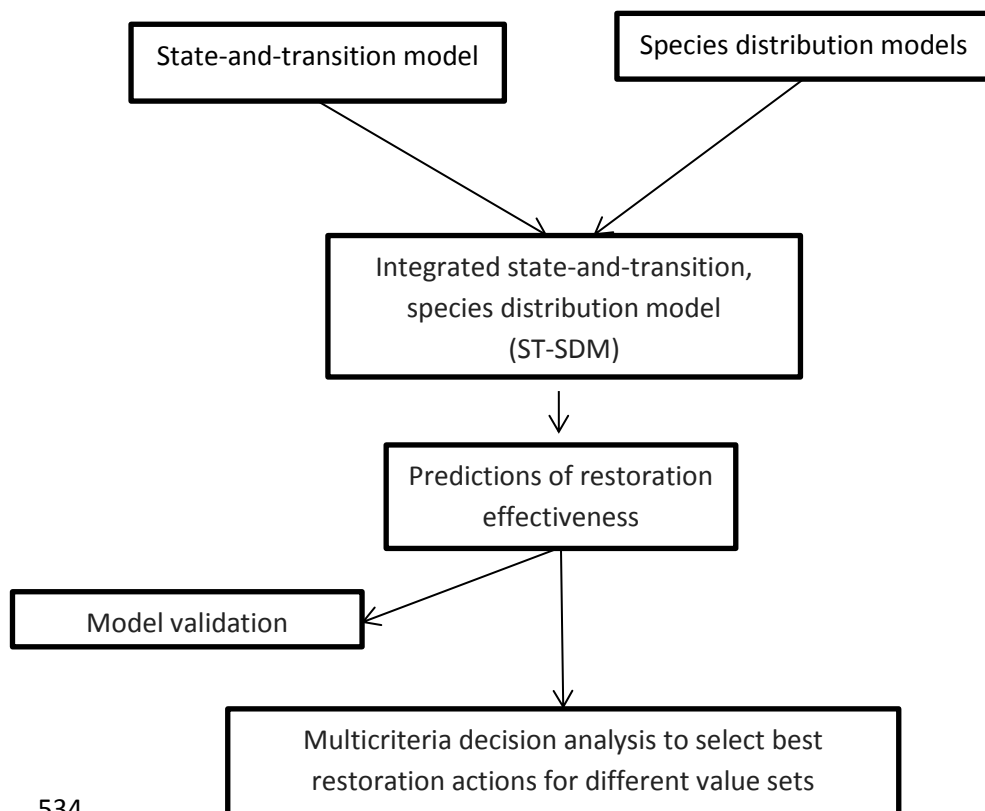 State-and-transition model
Species distribution models
Integrated state-and-transition,
species distribution model
(ST-SDM)
Predictions of restoration
effectiveness
Model validation
Multicriteria decision analysis to select best
restoration actions for different value sets
534